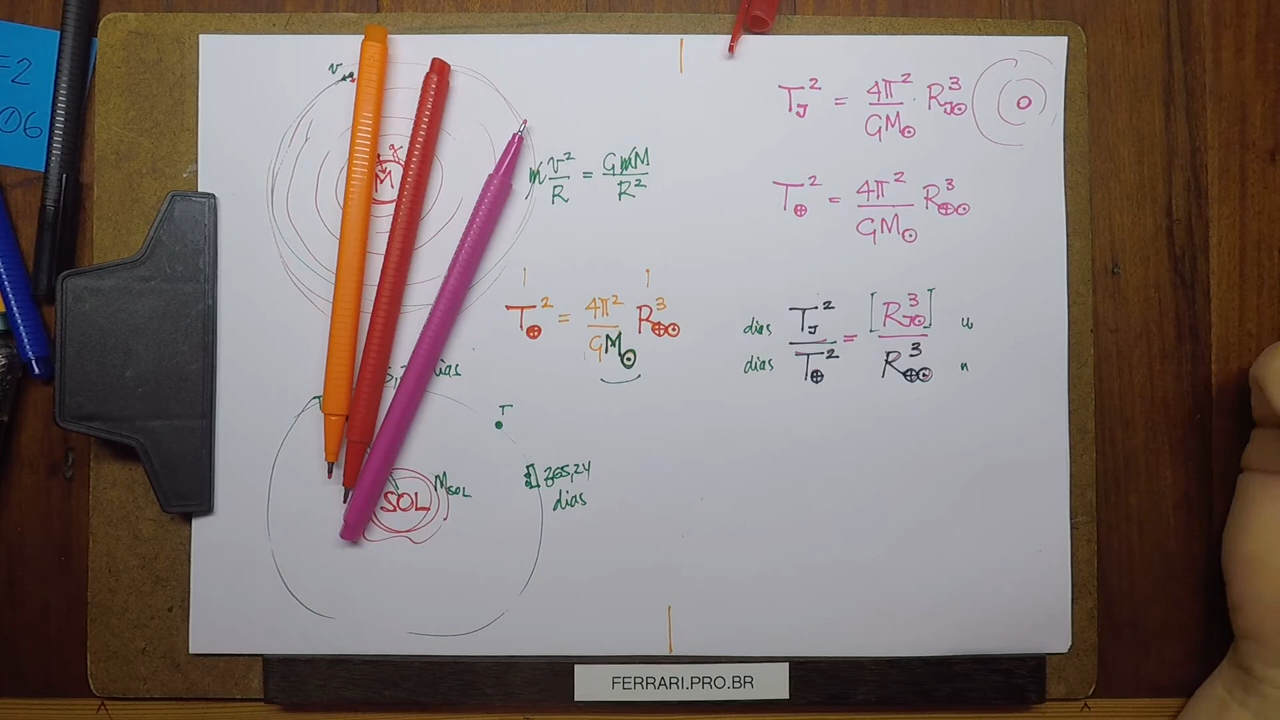 =2
06
v
g
M
m v²/R = GmM/R²
T⊕² = 4π²/GM⊙ R⊕⊙³
dias
T
SOL
MSOL
365,24
dias
TJ² = 4π²/GM⊙ · RJ⊙³
T⊕² = 4π²/GM⊙ R⊕⊙³
dias TJ²/T⊕² = [RJ⊙³]/R⊕⊙³ u
dias
FERRARI.PRO.BR